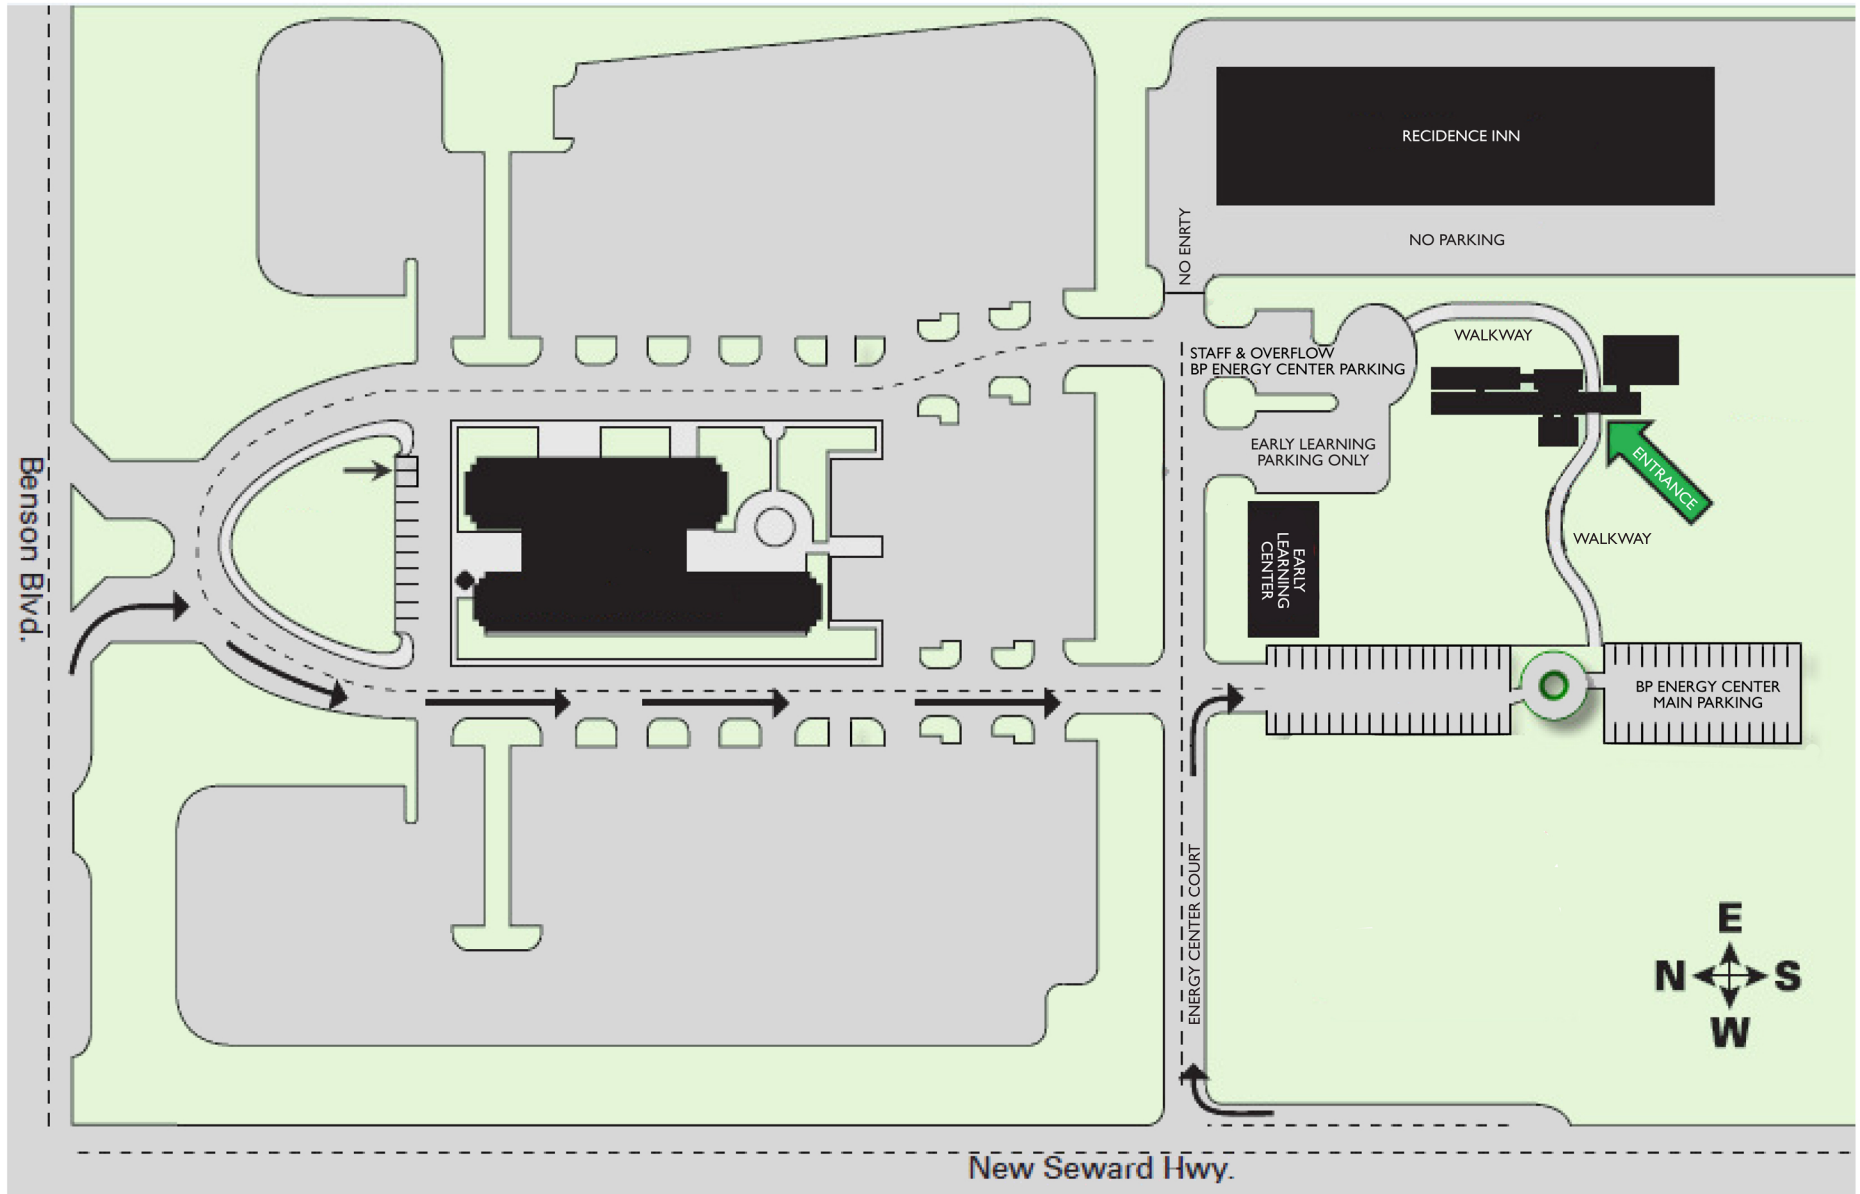 RECIDENCE INN
NO ENRTY
NO PARKING
WALKWAY
STAFF & OVERFLOW
BP ENERGY CENTER PARKING
EARLY LEARNING
PARKING ONLY
ENTRANCE
Benson Blvd.
EARLY
LEARNING
CENTER
WALKWAY
BP ENERGY CENTER
MAIN PARKING
ENERGY CENTER COURT
E
N S
W
New Seward Hwy.